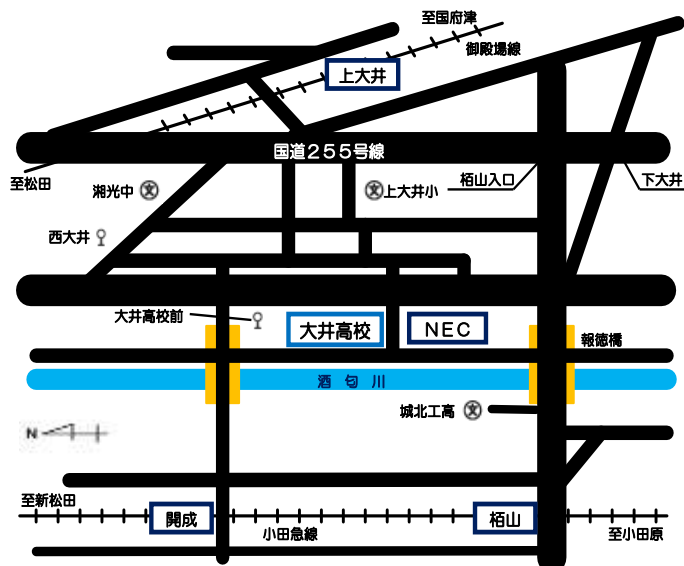 至国府津
御殿場線
上大井
国道255号線
至松田
湘光中
文
文
上大井小
栢山入口
下大井
西大井
大井高校前
大井高校
NEC
報徳橋
酒匂川
城北工高
文
N
至新松田
開成
小田急線
栢山
至小田原